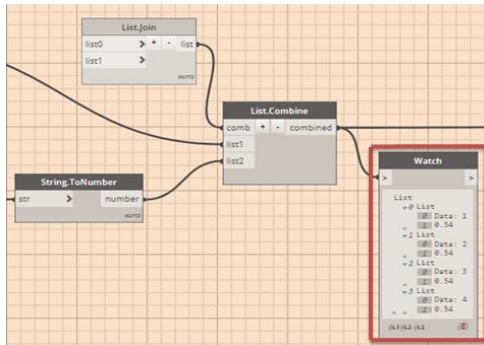 List.Join
list0 > + - list
list1 >
AUTO
List.Combine
comb + - combined
list1
list2
String.ToNumber
str > number
AUTO
Watch
> >
List
0 List
0 Data: 1
1 0.54
1 List
0 Data: 2
1 0.54
2 List
0 Data: 3
1 0.54
3 List
0 Data: 4
1 0.54
{8}